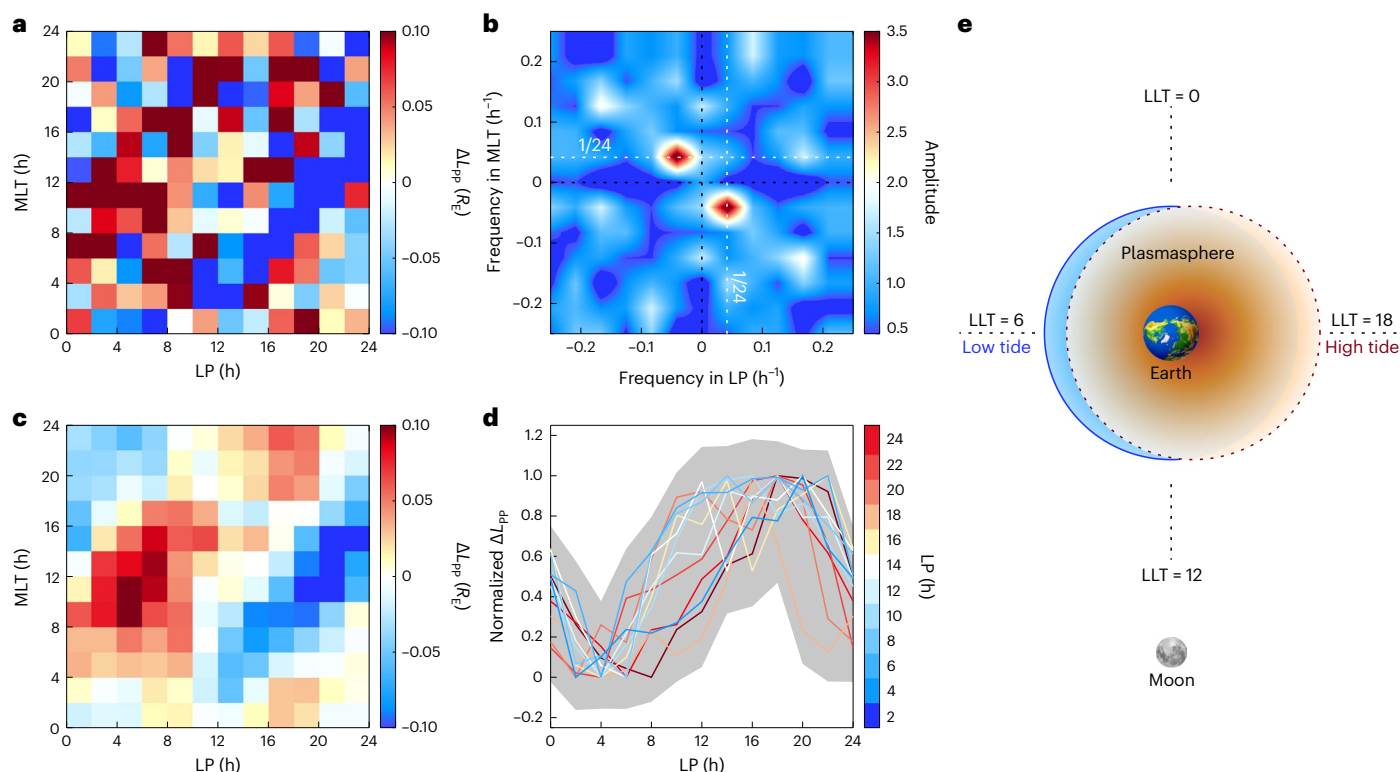 a
24
20
16
12
8
4
0
MLT (h)
0 4 8 12 16 20 24
LP (h)
0.10
0.05
0
−0.05
−0.10
ΔLPP (RE)
b
0.2
0.1
0
−0.1
−0.2
Frequency in MLT (h−1)
1/24
1/24
−0.2 −0.1 0 0.1 0.2
Frequency in LP (h−1)
3.5
3.0
2.5
2.0
1.5
1.0
0.5
Amplitude
c
24
20
16
12
8
4
0
MLT (h)
0 4 8 12 16 20 24
LP (h)
0.10
0.05
0
−0.05
−0.10
ΔLPP (RE)
d
1.2
1.0
0.8
0.6
0.4
0.2
0
−0.2
Normalized ΔLPP
0 4 8 12 16 20 24
LP (h)
24
22
20
18
16
14
12
10
8
6
4
2
LP (h)
e
LLT = 0
Plasmasphere
LLT = 6
Low tide
LLT = 18
High tide
Earth
LLT = 12
Moon